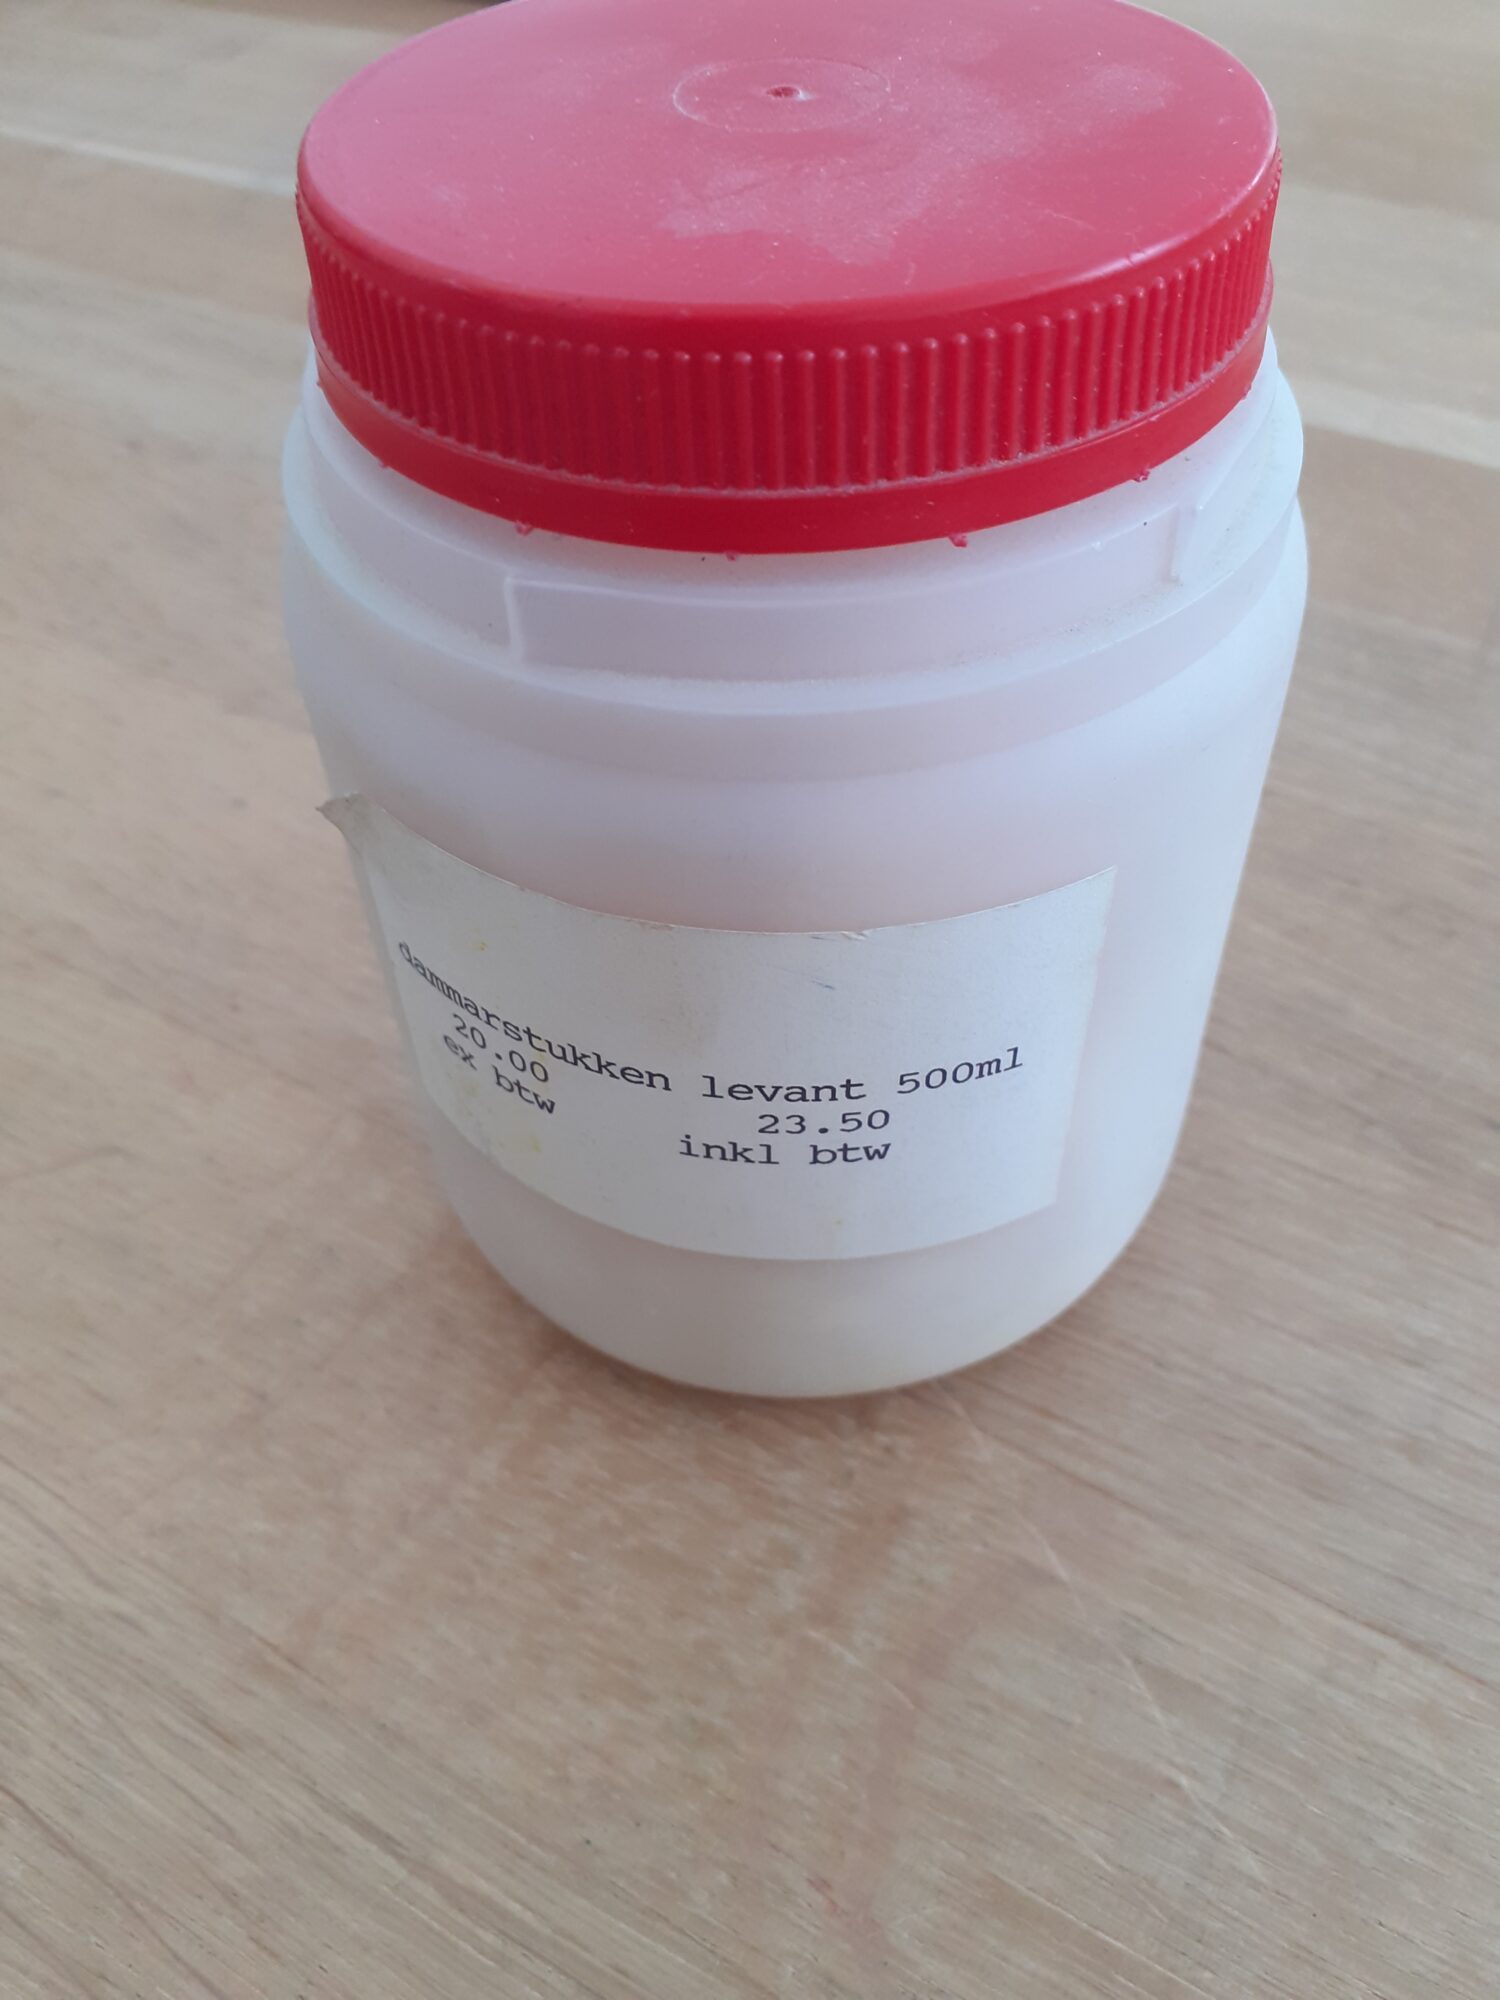 dammarstukken levant 500ml
20.00 23.50
ex btw inkl btw